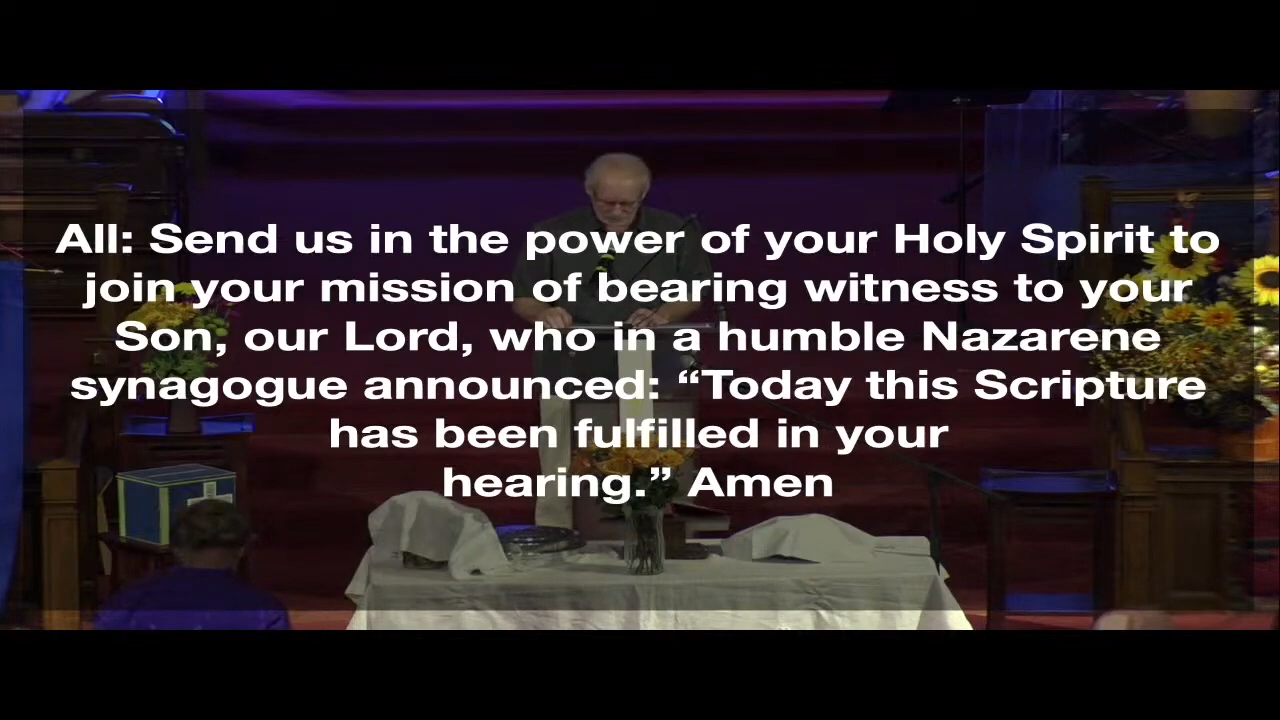 All: Send us in the power of your Holy Spirit to
join your mission of bearing witness to your
Son, our Lord, who in a humble Nazarene
synagogue announced: “Today this Scripture
has been fulfilled in your
hearing.” Amen